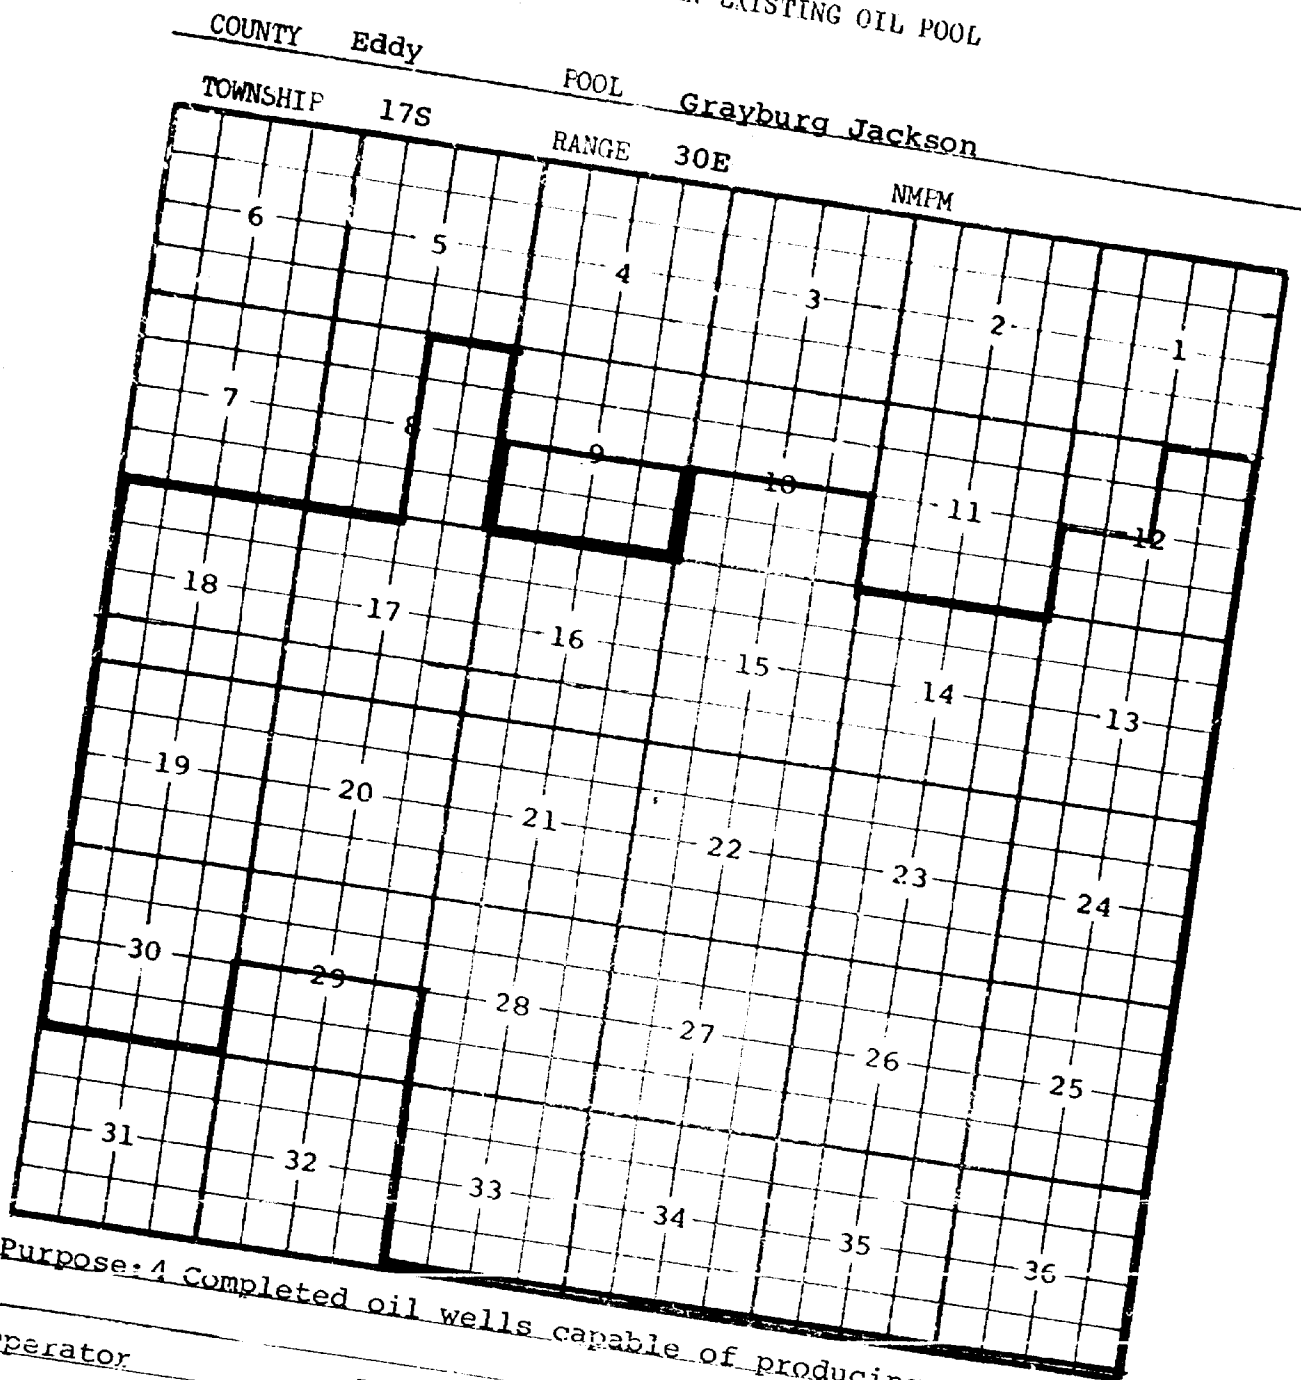 EXISTING OIL POOL
COUNTY Eddy POOL Grayburg Jackson
TOWNSHIP 17S RANGE 30E NMPM
6 5 4 3 2 1
7 8 9 10 11 12
18 17 16 15 14 13
19 20 21 22 23 24
30 29 28 27 26 25
31 32 33 34 35 36
Purpose: 4 Completed oil wells capable of producing
perator